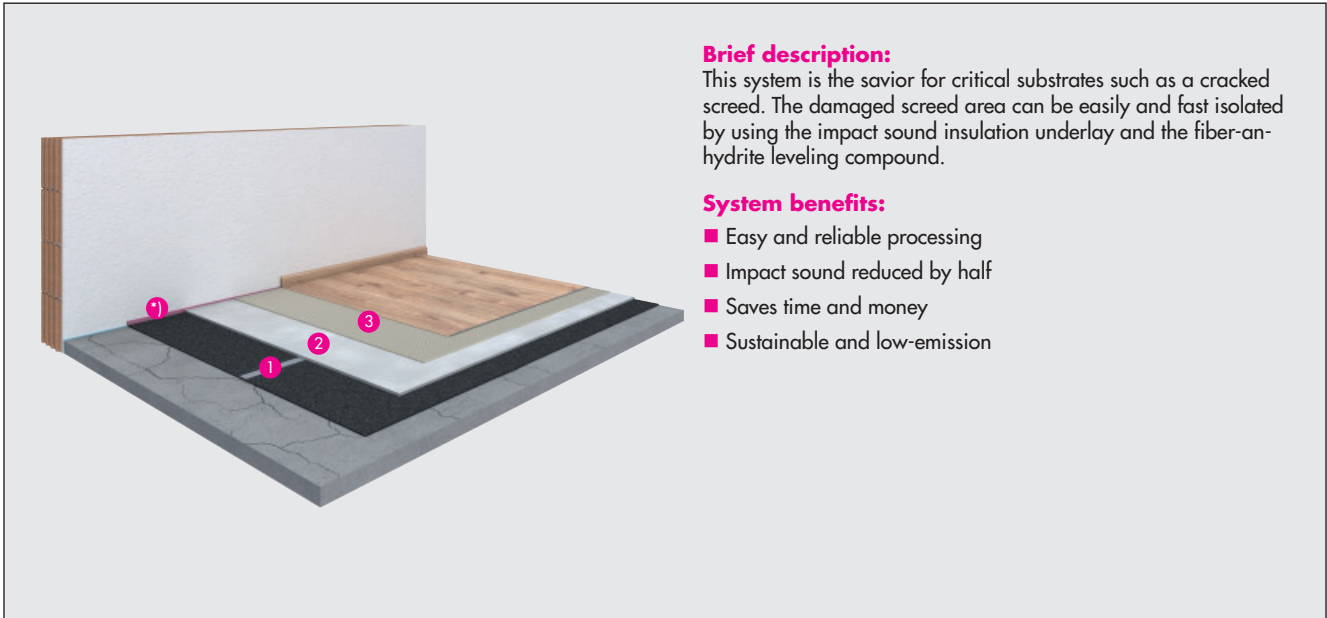 Brief description:
This system is the savior for critical substrates such as a cracked
screed. The damaged screed area can be easily and fast isolated
by using the impact sound insulation underlay and the fiber-an-
hydrite leveling compound.
System benefits:
■ Easy and reliable processing
■ Impact sound reduced by half
■ Saves time and money
■ Sustainable and low-emission
*)
3
2
1